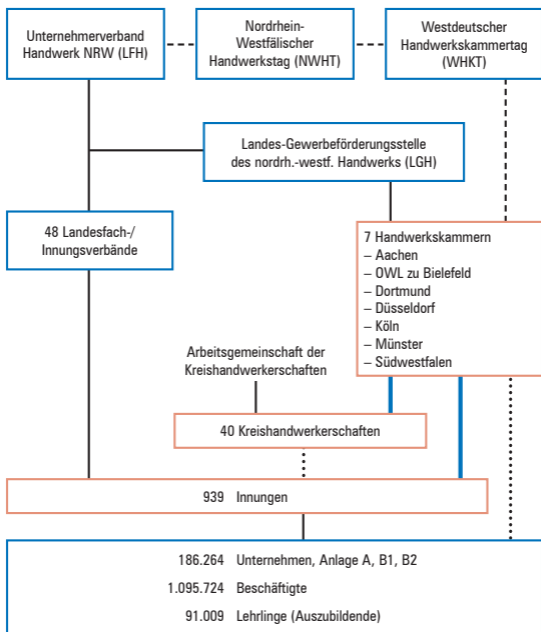 Unternehmerverband
Handwerk NRW (LFH)
Nordrhein-
Westfälischer
Handwerkstag (NWHT)
Westdeutscher
Handwerkskammertag
(WHKT)
Landes-Gewerbeförderungsstelle
des nordrh.-westf. Handwerks (LGH)
48 Landesfach-/
Innungsverbände
7 Handwerkskammern
– Aachen
– OWL zu Bielefeld
– Dortmund
– Düsseldorf
– Köln
– Münster
– Südwestfalen
Arbeitsgemeinschaft der
Kreishandwerkerschaften
40 Kreishandwerkerschaften
939 Innungen
186.264 Unternehmen, Anlage A, B1, B2
1.095.724 Beschäftigte
91.009 Lehrlinge (Auszubildende)